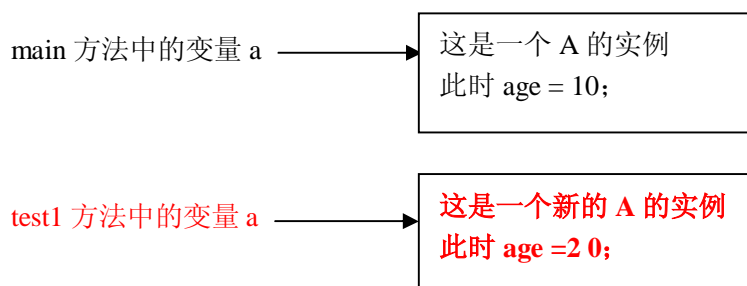 main 方法中的变量 a
这是一个 A 的实例
此时 age = 10；
test1 方法中的变量 a
这是一个新的 A 的实例
此时 age =2 0；